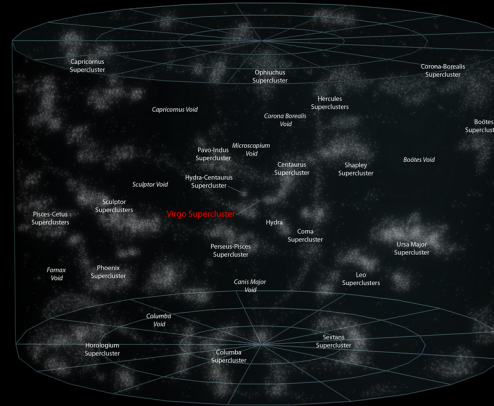 Capricornus
Supercluster
Ophiuchus
Supercluster
Corona-Borealis
Supercluster
Capricornus Void
Hercules
Superclusters
Corona Borealis
Void
Boötes
Supercluster
Microscopium
Void
Pavo-Indus
Supercluster
Centaurus
Supercluster
Shapley
Supercluster
Boötes Void
Sculptor Void
Hydra-Centaurus
Supercluster
Sculptor
Superclusters
Pisces-Cetus
Superclusters
Virgo Supercluster
Hydra
Coma
Supercluster
Perseus-Pisces
Supercluster
Ursa Major
Supercluster
Fornax
Void
Phoenix
Supercluster
Canis Major
Void
Leo
Superclusters
Columba
Void
Horologium
Supercluster
Columba
Supercluster
Sextans
Supercluster